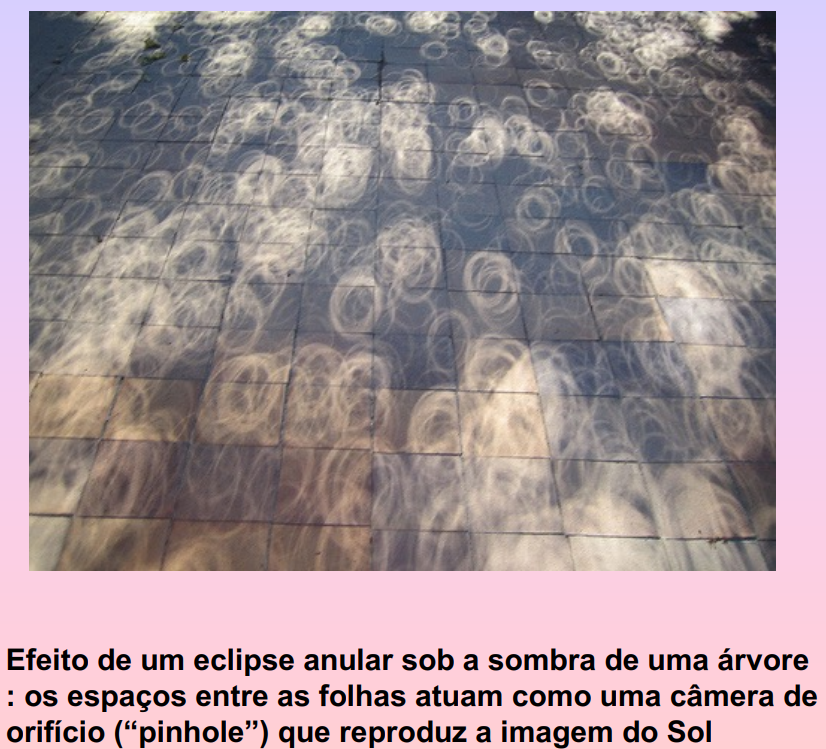 Efeito de um eclipse anular sob a sombra de uma árvore
: os espaços entre as folhas atuam como uma câmera de
orifício (“pinhole”) que reproduz a imagem do Sol